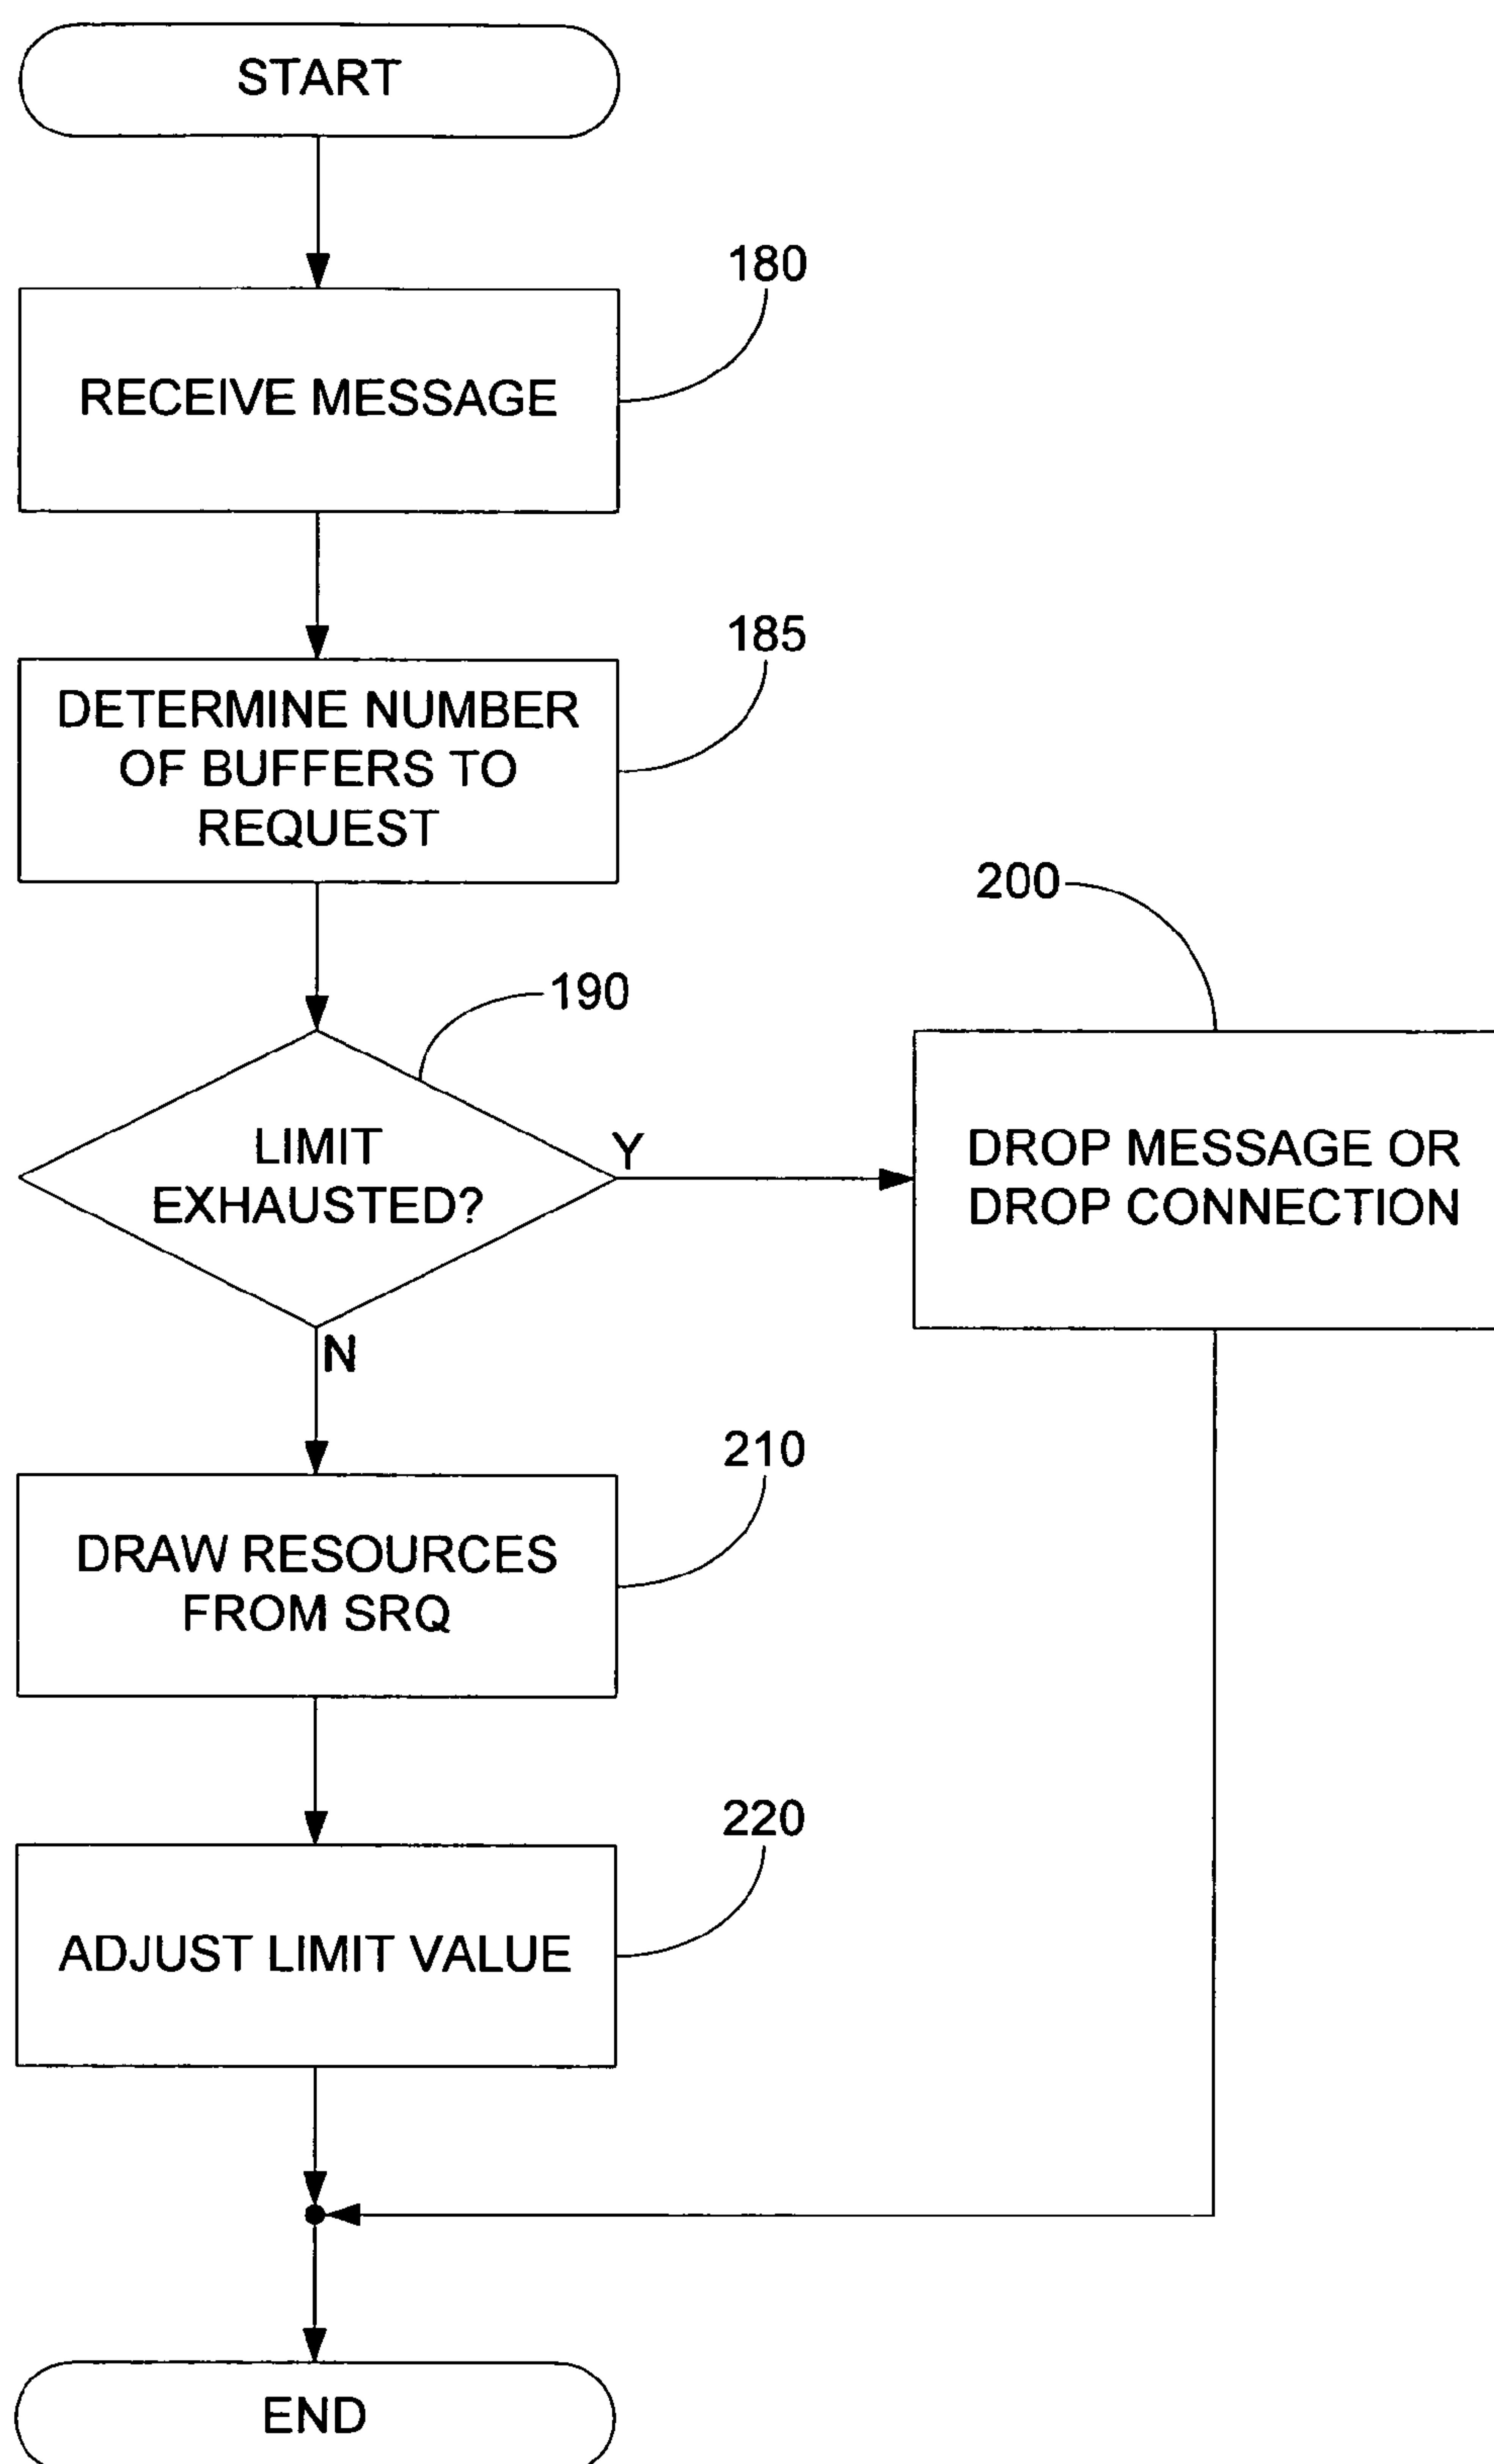 START
180
RECEIVE MESSAGE
185
DETERMINE NUMBER
OF BUFFERS TO
REQUEST
200
190
LIMIT
EXHAUSTED?
Y
DROP MESSAGE OR
DROP CONNECTION
N
210
DRAW RESOURCES
FROM SRQ
220
ADJUST LIMIT VALUE
END